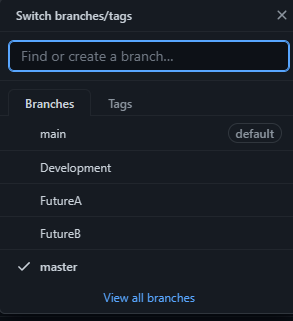 Switch branches/tags
Find or create a branch...
Branches Tags
main default
Development
FutureA
FutureB
master
View all branches